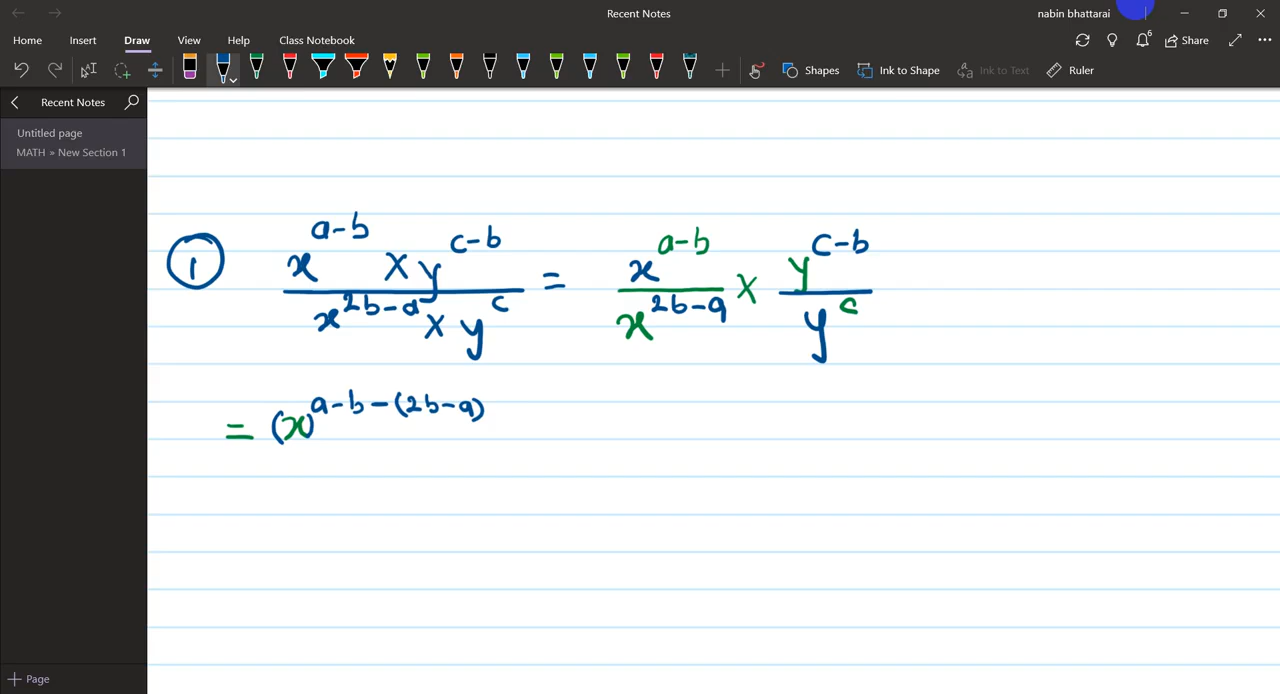 Recent Notes
nabin bhattarai
Home Insert Draw View Help Class Notebook
6
Share
Shapes Ink to Shape Ink to Text Ruler
Recent Notes
Untitled page
MATH » New Section 1
① x^(a-b) × y^(c-b) / x^(2b-a) × y^c = x^(a-b) / x^(2b-a) × y^(c-b) / y^c
= (x)^(a-b-(2b-a))
Page